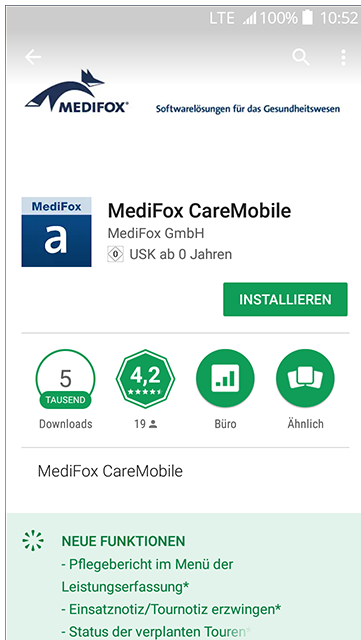 LTE 100% 10:52
MEDIFOX®
Softwarelösungen für das Gesundheitswesen
MediFox
a
MediFox CareMobile
MediFox GmbH
0 USK ab 0 Jahren
INSTALLIEREN
5
TAUSEND
Downloads
4,2
19
Büro
Ähnlich
MediFox CareMobile
NEUE FUNKTIONEN
- Pflegebericht im Menü der
Leistungserfassung*
- Einsatznotiz/Tournotiz erzwingen*
- Status der verplanten Touren*